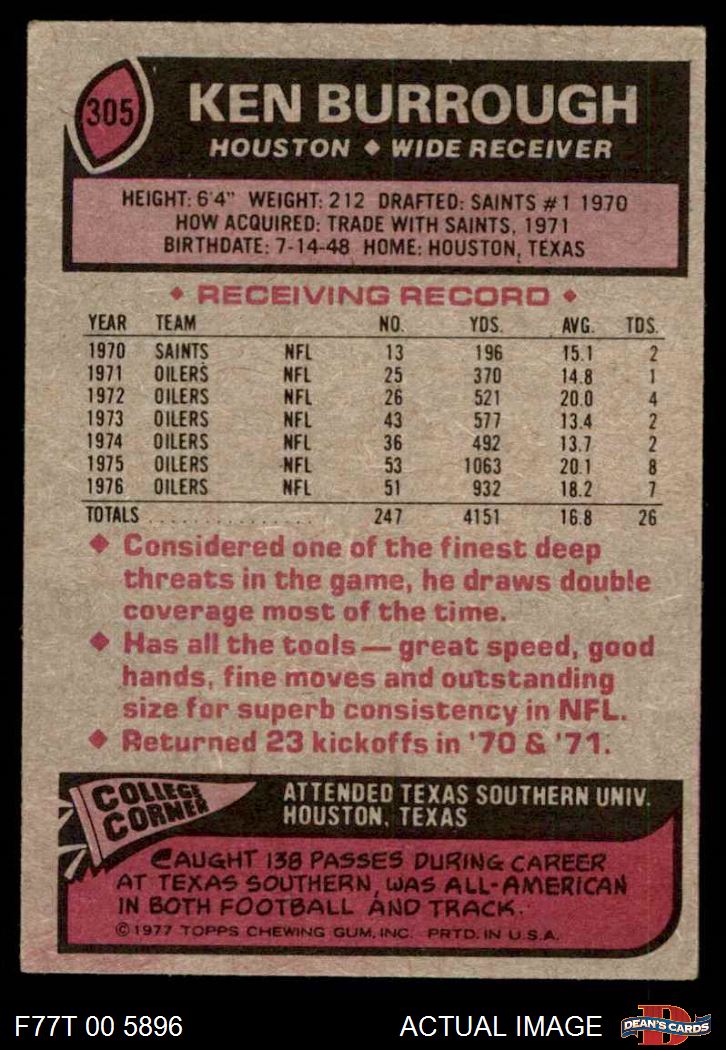 305
KEN BURROUGH
HOUSTON ◆ WIDE RECEIVER
HEIGHT: 6'4" WEIGHT: 212 DRAFTED: SAINTS #1 1970
HOW ACQUIRED: TRADE WITH SAINTS, 1971
BIRTHDATE: 7-14-48 HOME: HOUSTON, TEXAS
◆ RECEIVING RECORD ◆
YEAR TEAM NO. YDS. AVG. TDS.
1970 SAINTS NFL 13 196 15.1 2
1971 OILERS NFL 25 370 14.8 1
1972 OILERS NFL 26 521 20.0 4
1973 OILERS NFL 43 577 13.4 2
1974 OILERS NFL 36 492 13.7 2
1975 OILERS NFL 53 1063 20.1 8
1976 OILERS NFL 51 932 18.2 7
TOTALS ................ 247 4151 16.8 26
◆ Considered one of the finest deep
threats in the game, he draws double
coverage most of the time.
◆ Has all the tools — great speed, good
hands, fine moves and outstanding
size for superb consistency in NFL.
◆ Returned 23 kickoffs in '70 & '71.
COLLEGE
CORNER
ATTENDED TEXAS SOUTHERN UNIV.
HOUSTON, TEXAS
CAUGHT 138 PASSES DURING CAREER
AT TEXAS SOUTHERN, WAS ALL-AMERICAN
IN BOTH FOOTBALL AND TRACK.
©1977 TOPPS CHEWING GUM, INC. PRTD. IN U.S.A.
F77T 00 5896
ACTUAL IMAGE
D
DEAN'S CARDS